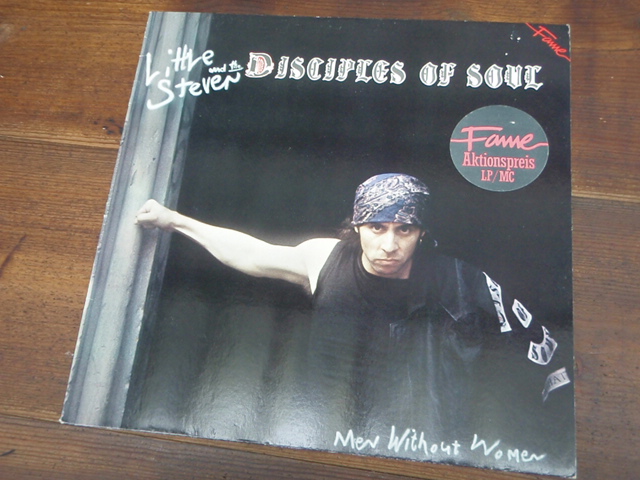 Little
and the
Steven
DISCIPLES OF SOUL
Fame
Fame
Aktionspreis
LP/MC
Men Without Women